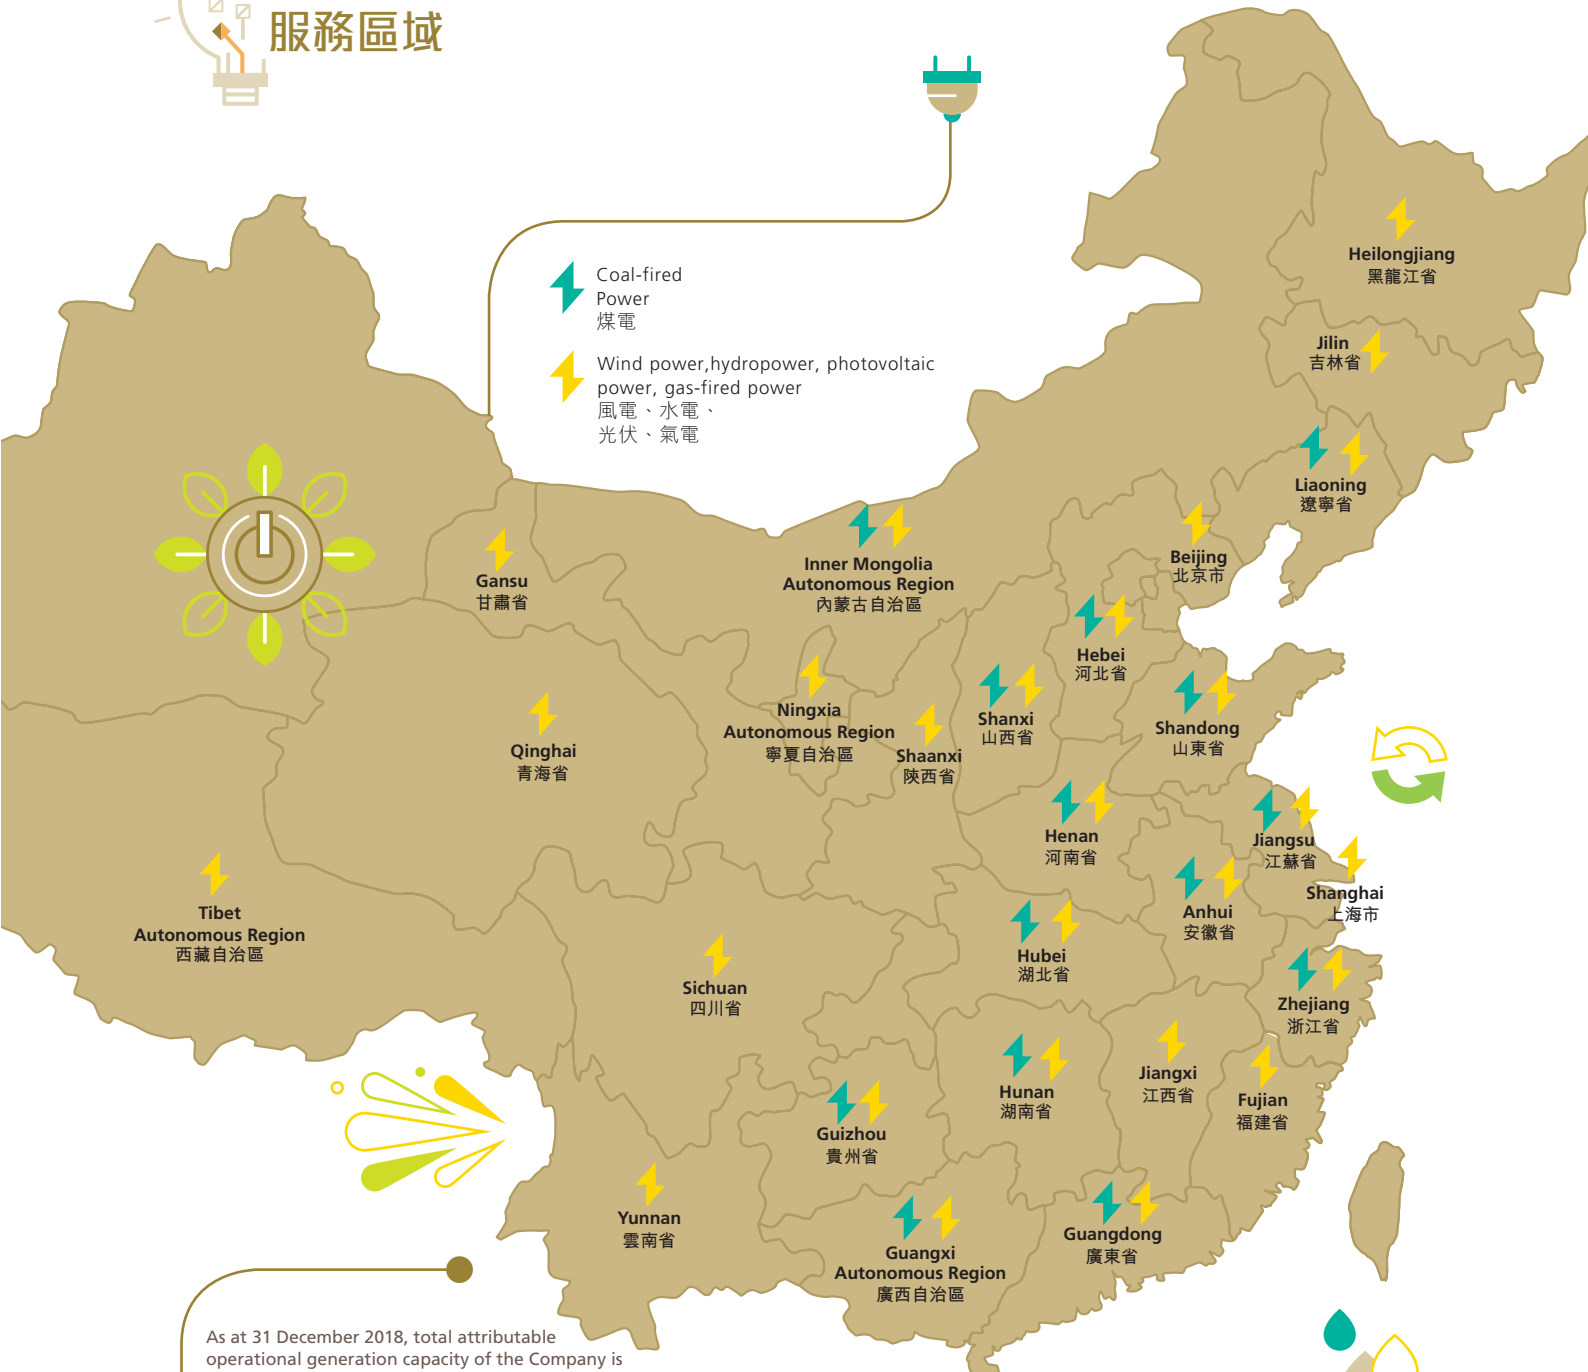 服務區域
Coal-fired
Power
煤電
Wind power,hydropower, photovoltaic
power, gas-fired power
風電、水電、
光伏、氣電
Heilongjiang
黑龍江省
Jilin
吉林省
Liaoning
遼寧省
Beijing
北京市
Inner Mongolia
Autonomous Region
內蒙古自治區
Gansu
甘肅省
Hebei
河北省
Ningxia
Autonomous Region
寧夏自治區
Shanxi
山西省
Shandong
山東省
Qinghai
青海省
Shaanxi
陝西省
Henan
河南省
Jiangsu
江蘇省
Shanghai
上海市
Tibet
Autonomous Region
西藏自治區
Anhui
安徽省
Hubei
湖北省
Sichuan
四川省
Zhejiang
浙江省
Hunan
湖南省
Jiangxi
江西省
Fujian
福建省
Guizhou
貴州省
Yunnan
雲南省
Guangxi
Autonomous Region
廣西自治區
Guangdong
廣東省
As at 31 December 2018, total attributable
operational generation capacity of the Company is